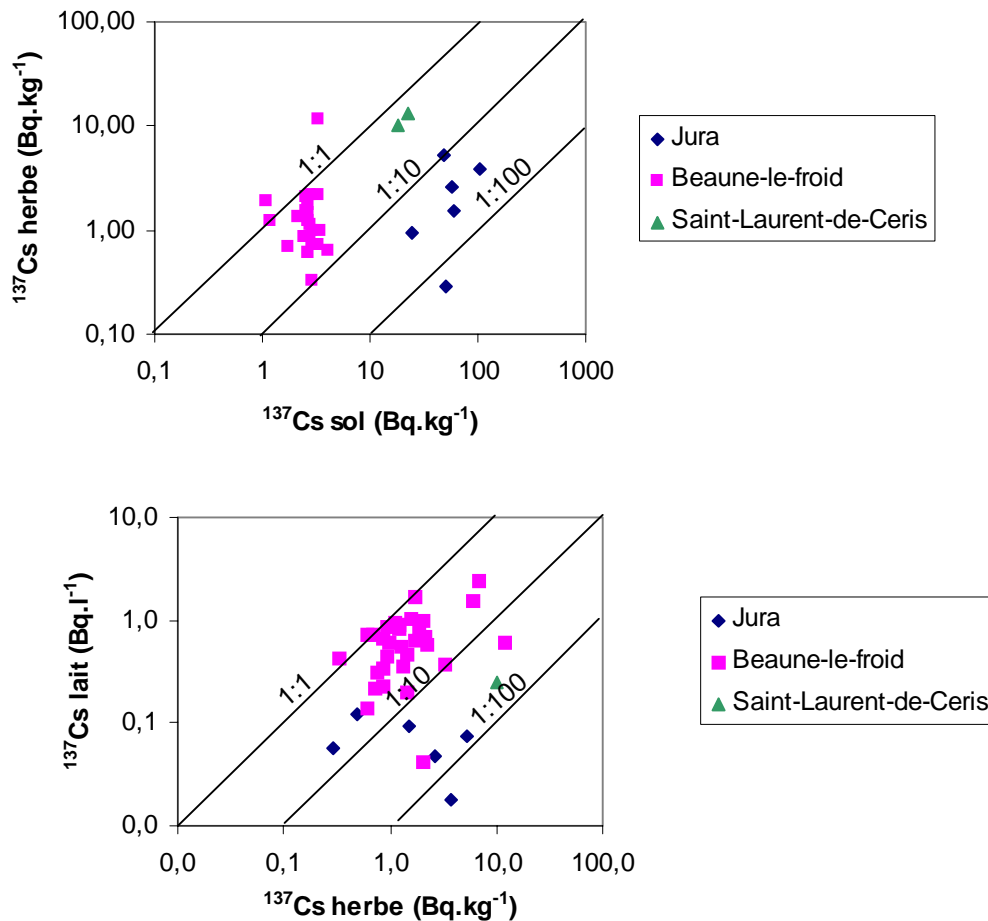 100,00
10,00
1,00
0,10
0,1
1
10
100
1000
¹³⁷Cs herbe (Bq.kg⁻¹)
¹³⁷Cs sol (Bq.kg⁻¹)
1:1
1:10
1:100
Jura
Beaune-le-froid
Saint-Laurent-de-Ceris
10,0
1,0
0,1
0,0
0,0
0,1
1,0
10,0
100,0
¹³⁷Cs lait (Bq.l⁻¹)
¹³⁷Cs herbe (Bq.kg⁻¹)
1:1
1:10
1:100
Jura
Beaune-le-froid
Saint-Laurent-de-Ceris